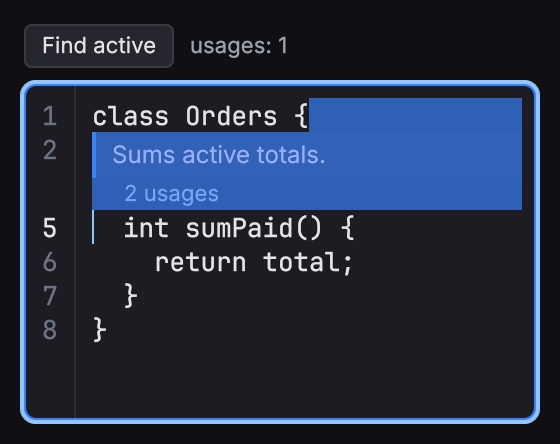 Find active usages: 1
1 class Orders {
2 Sums active totals.
2 usages
5 int sumPaid() {
6 return total;
7 }
8 }